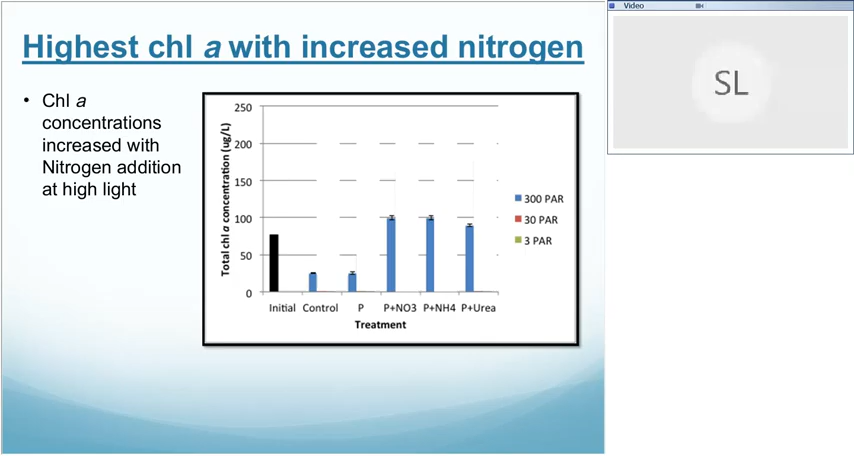 Highest chl a with increased nitrogen
• Chl a
concentrations
increased with
Nitrogen addition
at high light
Total chl a concentration (ug/L)
250
200
150
100
50
0
Initial Control P P+NO3 P+NH4 P+Urea
Treatment
300 PAR
30 PAR
3 PAR
Video
SL